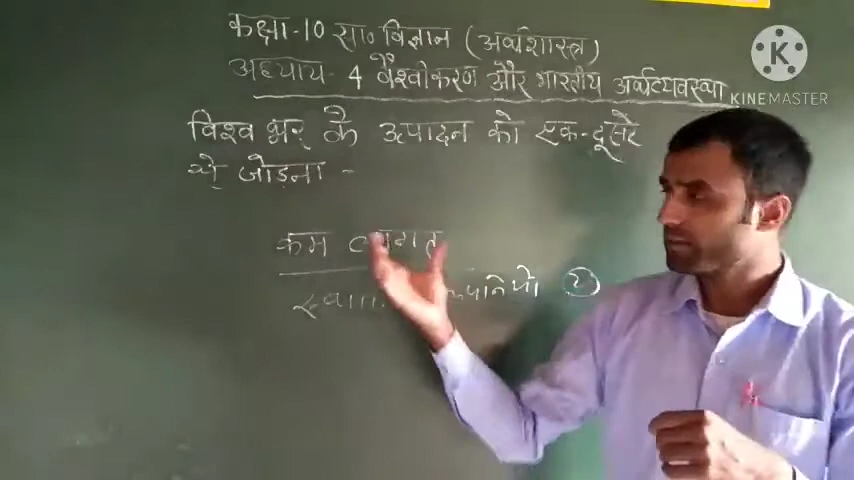 कक्षा-10 सा० विज्ञान (अर्थशास्त्र)
अध्याय- 4 वैश्वीकरण और भारतीय अर्थव्यवस्था
विश्व भर के उत्पादन को एक-दूसरे
से जोड़ना -
कम लागत
K
KINEMASTER